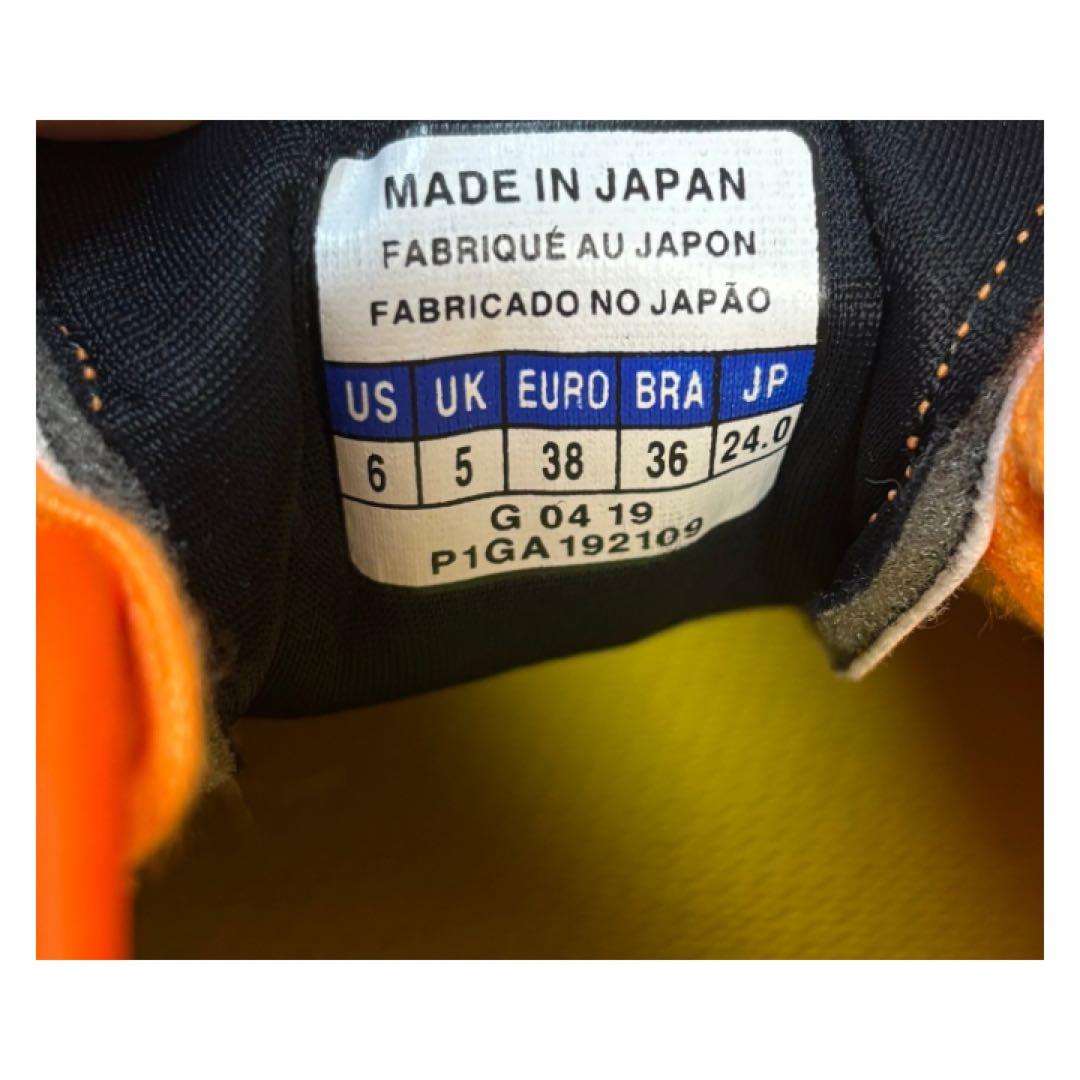 MADE IN JAPAN
FABRIQUÉ AU JAPON
FABRICADO NO JAPÃO
US UK EURO BRA JP
6 5 38 36 24.0
G 04 19
P1GA192109